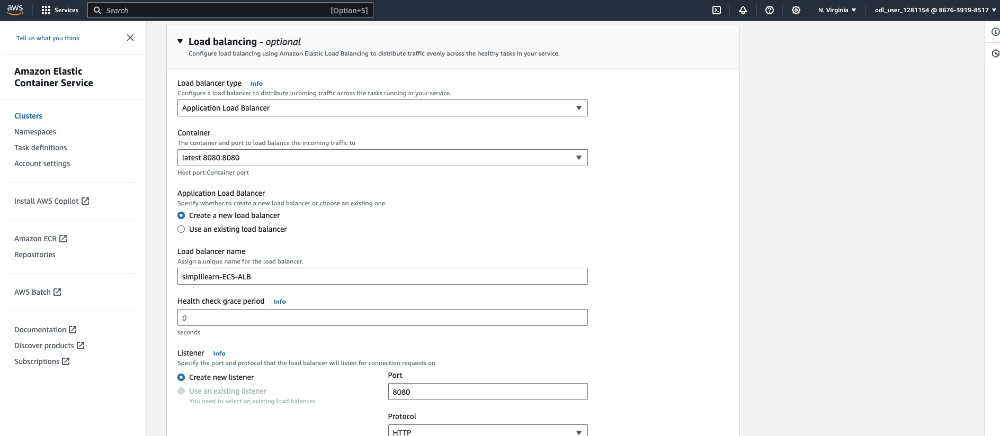 aws
Services
Search
[Option+S]
N. Virginia
odl_user_1281154 @ 8676-3919-8517
Tell us what you think
Amazon Elastic
Container Service
Clusters
Namespaces
Task definitions
Account settings
Install AWS Copilot
Amazon ECR
Repositories
AWS Batch
Documentation
Discover products
Subscriptions
Load balancing - optional
Configure load balancing using Amazon Elastic Load Balancing to distribute traffic evenly across the healthy tasks in your service.
Load balancer type
Info
Configure a load balancer to distribute incoming traffic across the tasks running in your service.
Application Load Balancer
Container
The container and port to load balance the incoming traffic to
latest 8080:8080
Host port:Container port
Application Load Balancer
Specify whether to create a new load balancer or choose an existing one.
Create a new load balancer
Use an existing load balancer
Load balancer name
Assign a unique name for the load balancer.
simplilearn-ECS-ALB
Health check grace period
Info
0
seconds
Listener
Info
Specify the port and protocol that the load balancer will listen for connection requests on.
Create new listener
Use an existing listener
You need to select an existing load balancer.
Port
8080
Protocol
HTTP